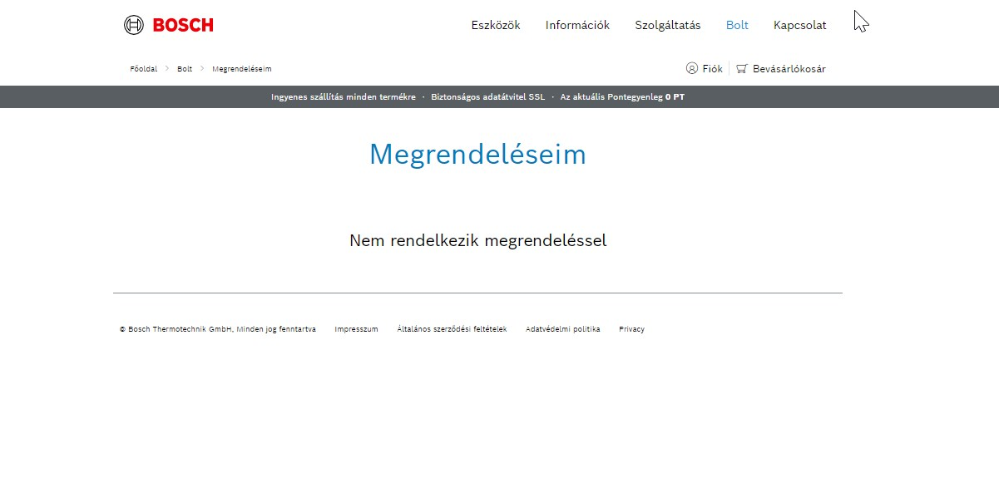 BOSCH
Eszközök Információk Szolgáltatás Bolt Kapcsolat
Főoldal Bolt Megrendeléseim
Fiók Bevásárlókosár
Ingyenes szállítás minden termékre · Biztonságos adatátvitel SSL · Az aktuális Pontegyenleg 0 PT
Megrendeléseim
Nem rendelkezik megrendeléssel
© Bosch Thermotechnik GmbH, Minden jog fenntartva Impresszum Általános szerződési feltételek Adatvédelmi politika Privacy